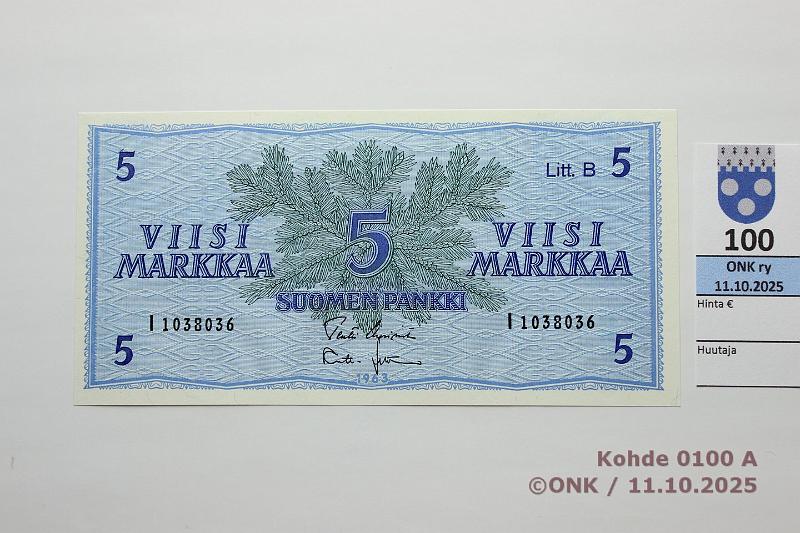 5
Litt. B 5
VIISI
MARKKAA
5
VIISI
MARKKAA
SUOMEN PANKKI
I 1038036
I 1038036
5
5
1963
100
ONK ry
11.10.2025
Hinta €
Huutaja
Kohde 0100 A
©ONK / 11.10.2025